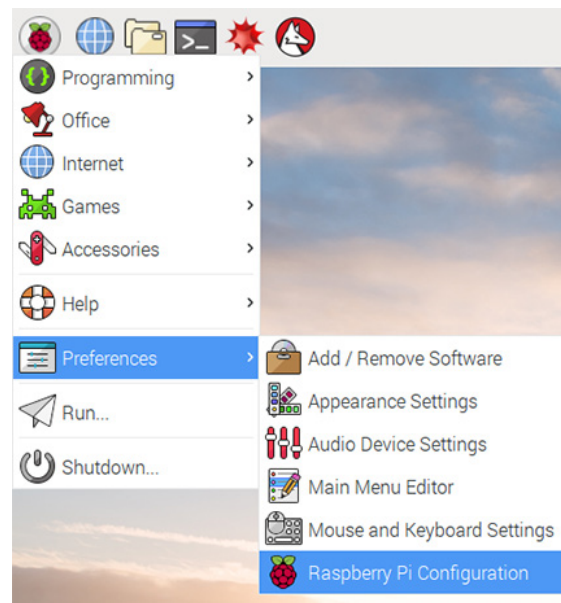 Programming
Office
Internet
Games
Accessories
Help
Preferences
Run...
Shutdown...
Add / Remove Software
Appearance Settings
Audio Device Settings
Main Menu Editor
Mouse and Keyboard Settings
Raspberry Pi Configuration